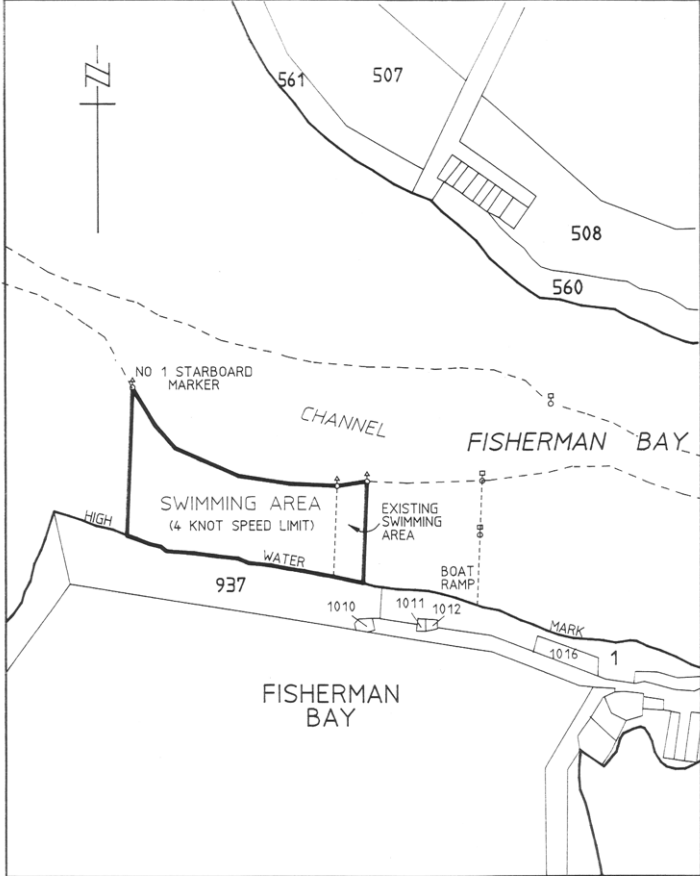 561
507
508
560
NO 1 STARBOARD
MARKER
CHANNEL
FISHERMAN BAY
SWIMMING AREA
(4 KNOT SPEED LIMIT)
EXISTING
SWIMMING
AREA
HIGH
WATER
BOAT
RAMP
937
1010
1011
1012
MARK
1016
1
FISHERMAN
BAY